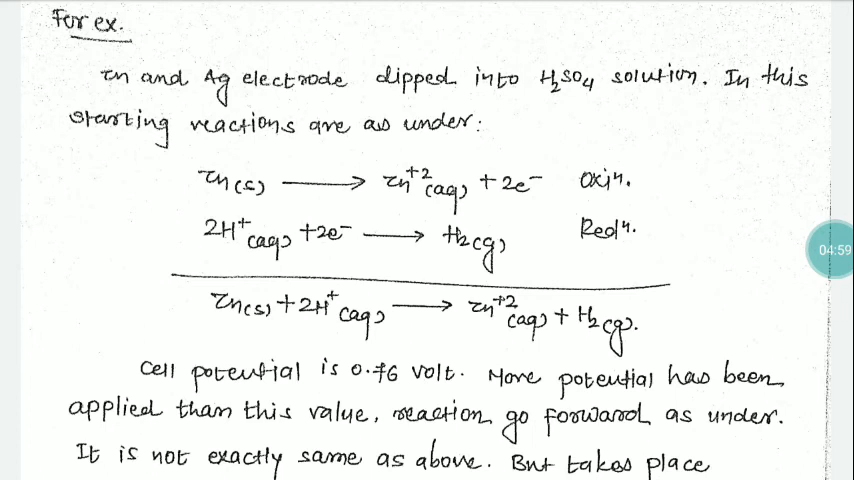 For ex.
Zn and Ag electrode dipped into H₂SO₄ solution. In this
starting reactions are as under:
Zn(s) ⟶ Zn⁺²(aq) + 2e⁻ Oxiⁿ.
2H⁺(aq) + 2e⁻ ⟶ H₂(g) Redⁿ.
Zn(s) + 2H⁺(aq) ⟶ Zn⁺²(aq) + H₂(g).
04:59
Cell potential is 0.76 volt. More potential has been
applied than this value, reaction go forward as under.
It is not exactly same as above. But takes place